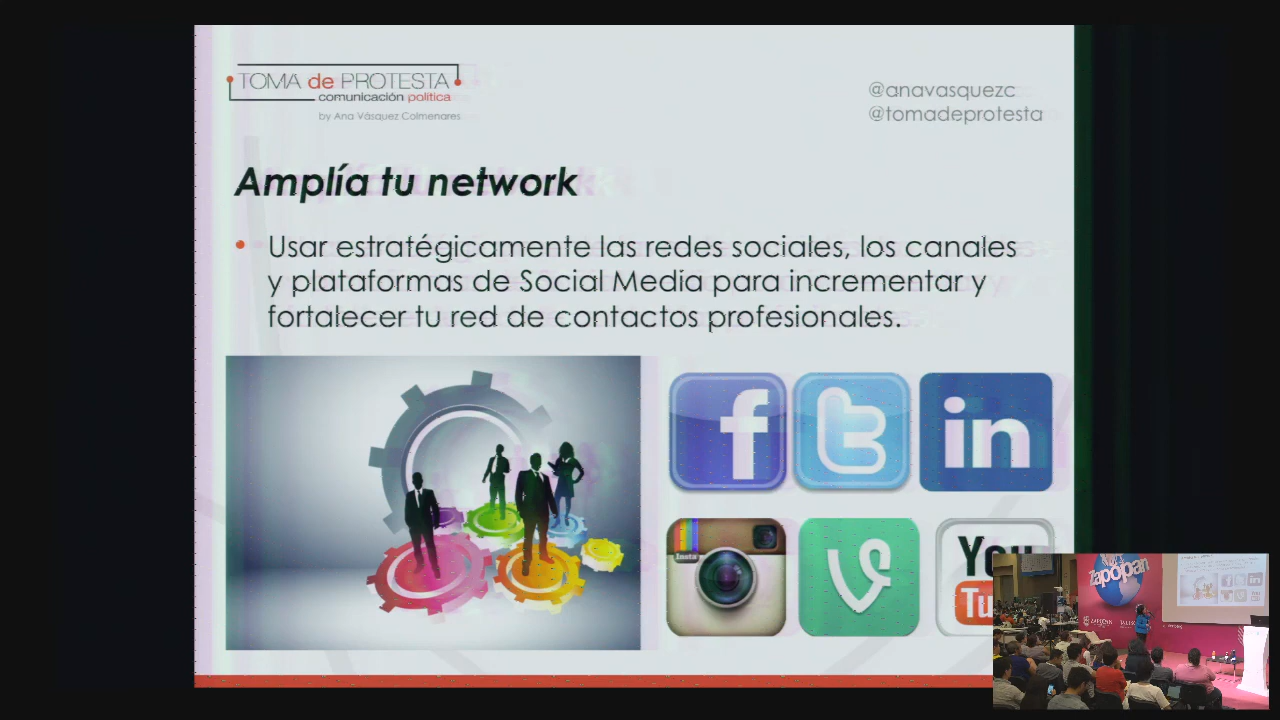 TOMA de PROTESTA
comunicación política
by Ana Vásquez Colmenares
@anavasquezc
@tomadeprotesta
Amplía tu network
• Usar estratégicamente las redes sociales, los canales
y plataformas de Social Media para incrementar y
fortalecer tu red de contactos profesionales.
f
t
in
Insta
You
Tu
Zapopan
ZAPOPAN